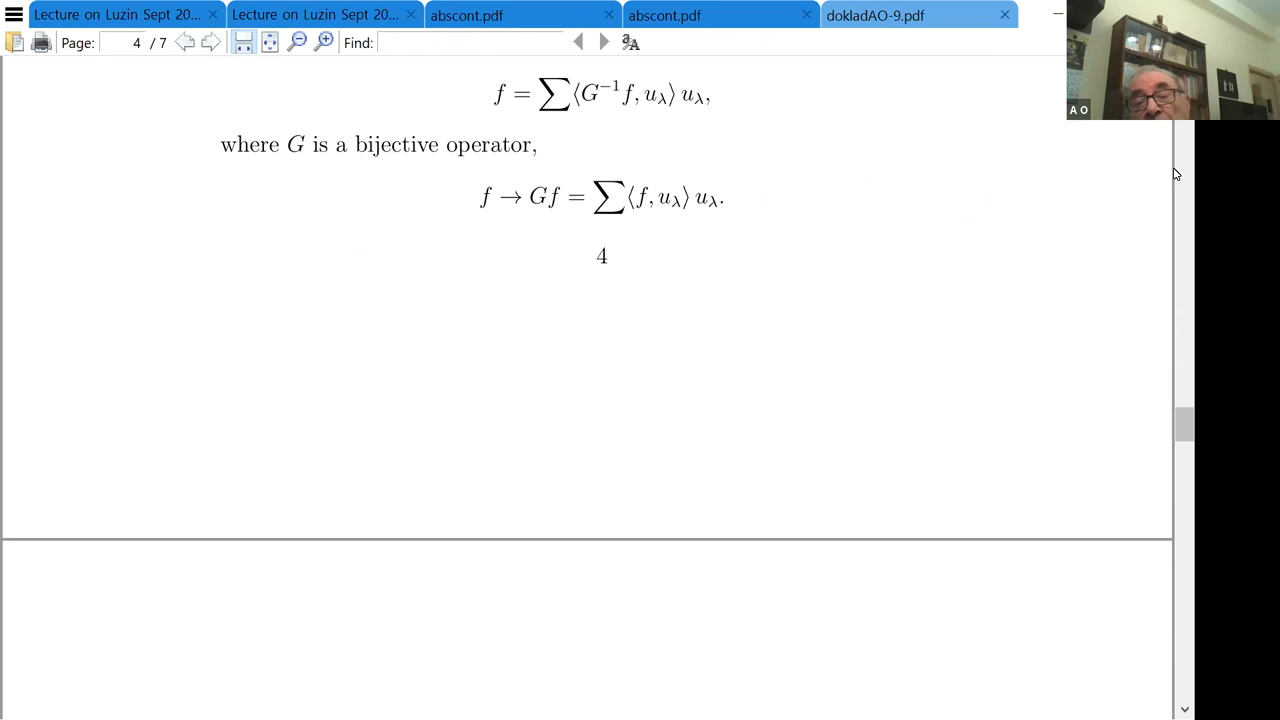 Lecture on Luzin Sept 20...
Lecture on Luzin Sept 20...
abscont.pdf
abscont.pdf
dokladAO-9.pdf
Page: 4 / 7
Find:
f = ∑⟨G⁻¹f, u_λ⟩ u_λ,
where G is a bijective operator,
f → Gf = ∑⟨f, u_λ⟩ u_λ.
4
A O